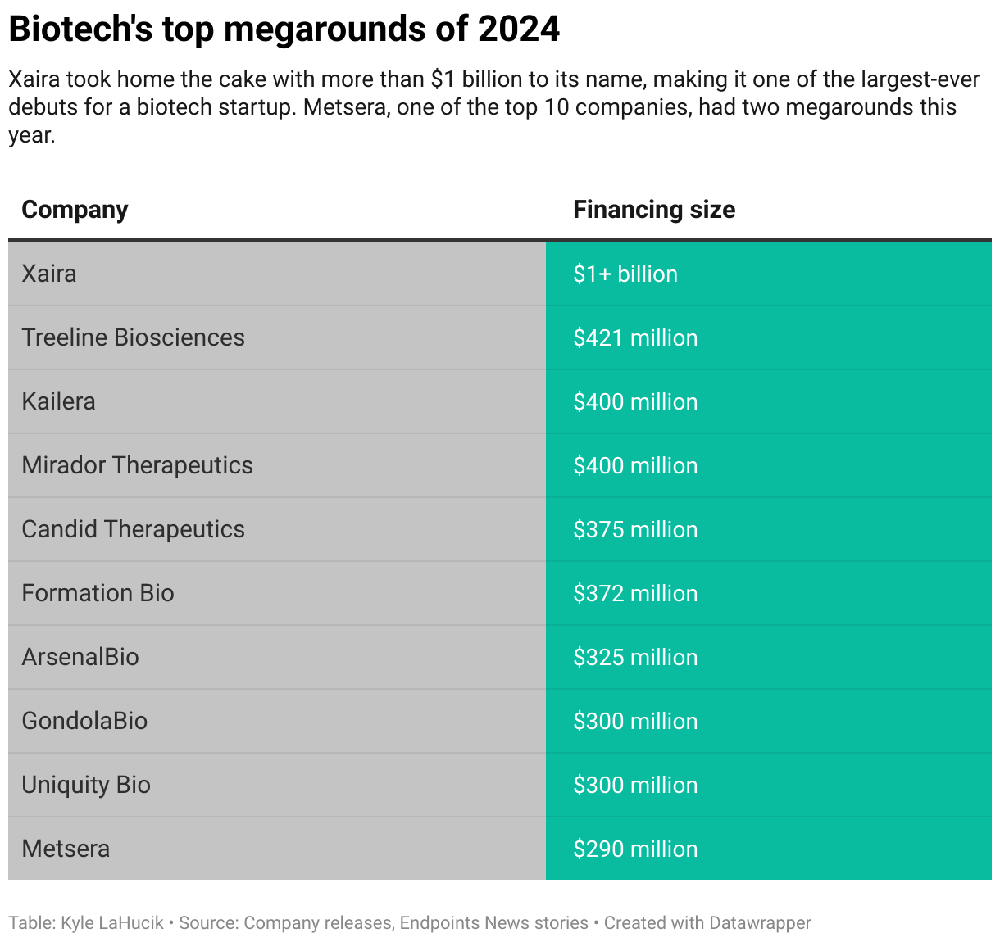 Biotech's top megarounds of 2024
Xaira took home the cake with more than $1 billion to its name, making it one of the largest-ever
debuts for a biotech startup. Metsera, one of the top 10 companies, had two megarounds this
year.
Company Financing size
Xaira $1+ billion
Treeline Biosciences $421 million
Kailera $400 million
Mirador Therapeutics $400 million
Candid Therapeutics $375 million
Formation Bio $372 million
ArsenalBio $325 million
GondolaBio $300 million
Uniquity Bio $300 million
Metsera $290 million
Table: Kyle LaHucik • Source: Company releases, Endpoints News stories • Created with Datawrapper